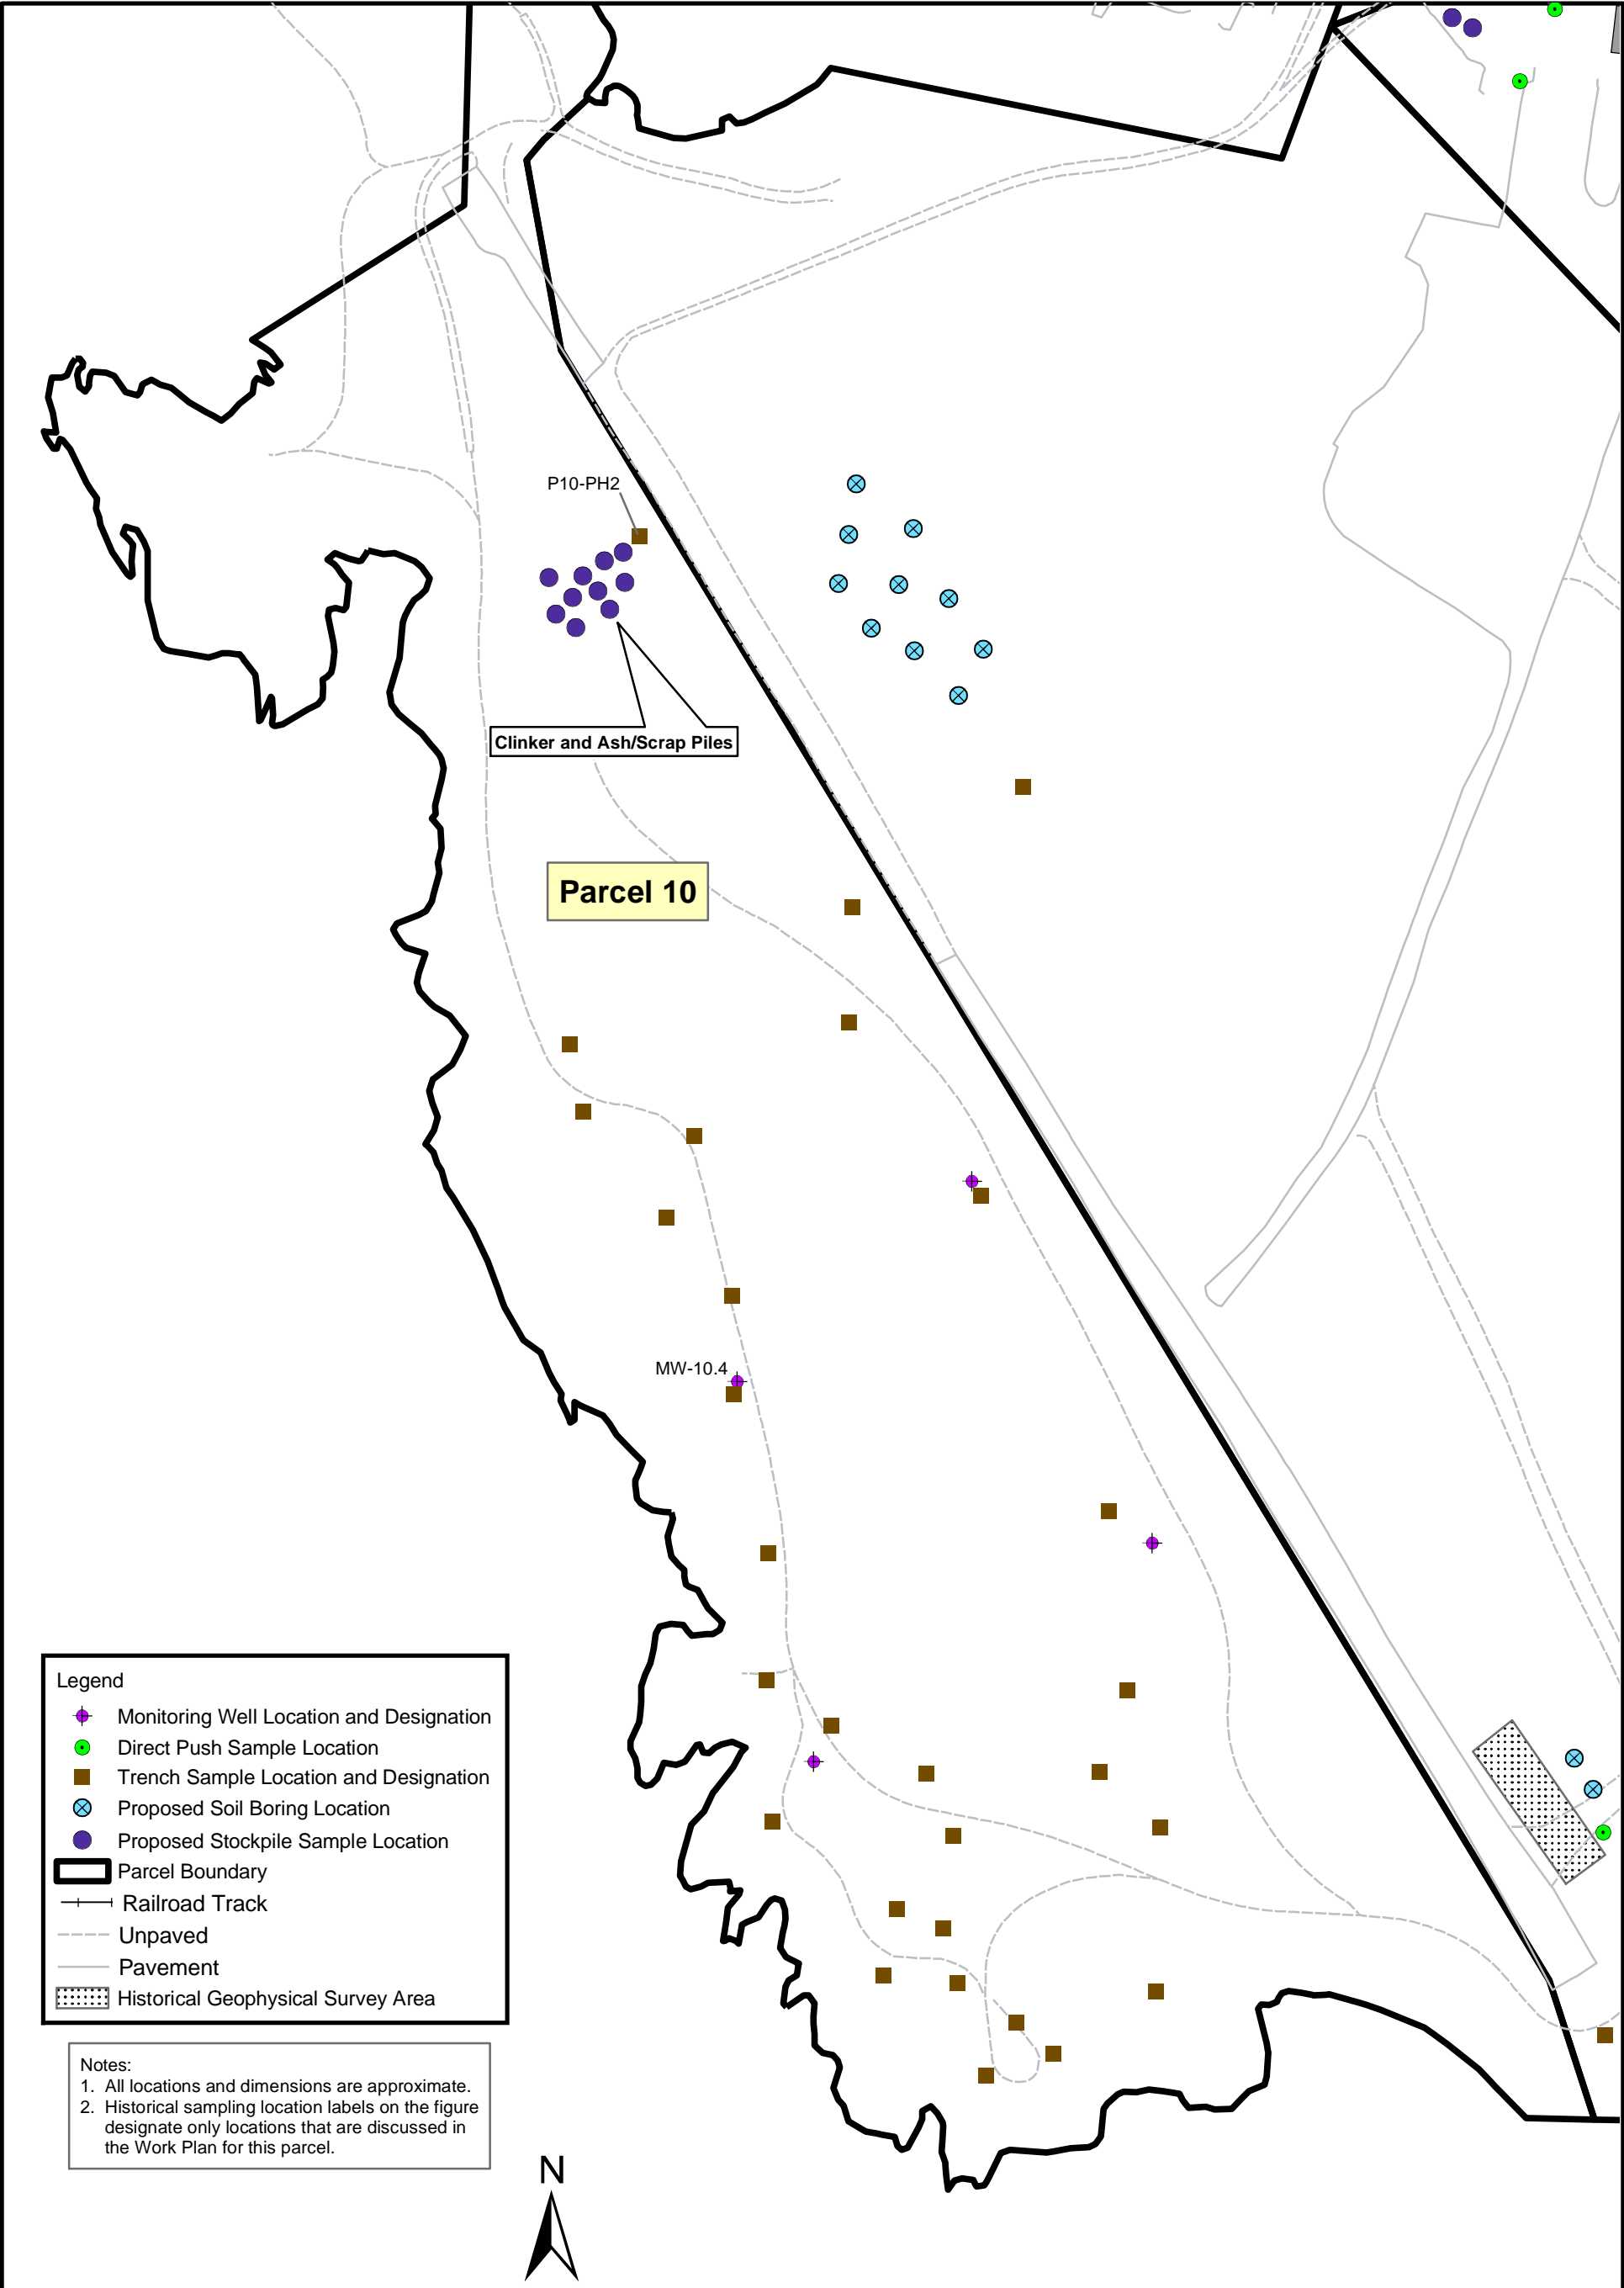 P10-PH2
Clinker and Ash/Scrap Piles
Parcel 10
MW-10.4
Legend
Monitoring Well Location and Designation
Direct Push Sample Location
Trench Sample Location and Designation
Proposed Soil Boring Location
Proposed Stockpile Sample Location
Parcel Boundary
Railroad Track
Unpaved
Pavement
Historical Geophysical Survey Area
Notes:
1. All locations and dimensions are approximate.
2. Historical sampling location labels on the figure
designate only locations that are discussed in
the Work Plan for this parcel.
N